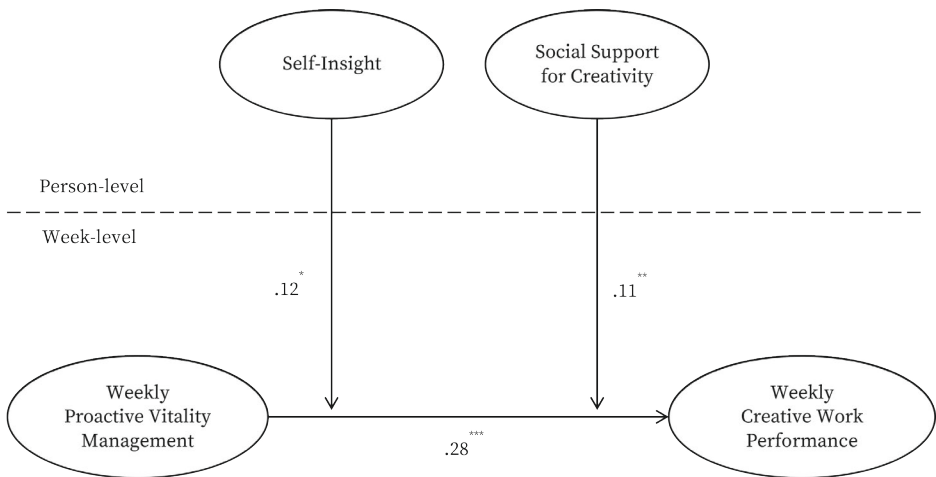 Self-Insight
Social Support
for Creativity
Person-level
Week-level
.12*
.11**
Weekly
Proactive Vitality
Management
Weekly
Creative Work
Performance
.28***